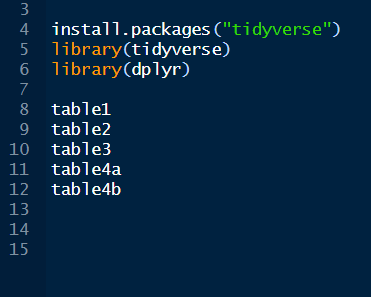 3
4 install.packages("tidyverse")
5 library(tidyverse)
6 library(dplyr)
7
8 table1
9 table2
10 table3
11 table4a
12 table4b
13
14
15